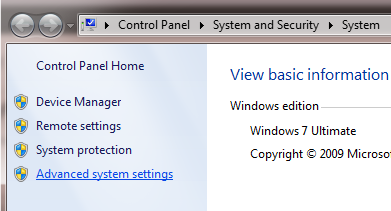 Control Panel ▸ System and Security ▸ System
Control Panel Home
Device Manager
Remote settings
System protection
Advanced system settings
View basic information
Windows edition
Windows 7 Ultimate
Copyright © 2009 Microso